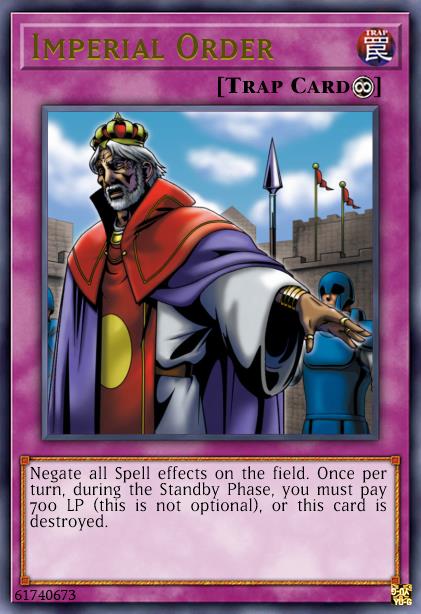 IMPERIAL ORDER
TRAP
罠
[TRAP CARD]
Negate all Spell effects on the field. Once per
turn, during the Standby Phase, you must pay
700 LP (this is not optional), or this card is
destroyed.
61740673